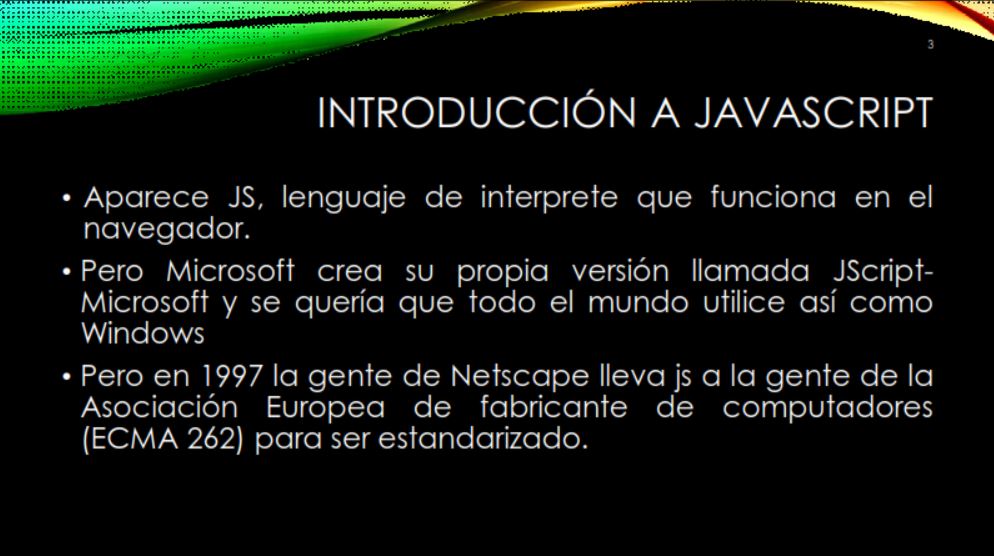 3
INTRODUCCIÓN A JAVASCRIPT
• Aparece JS, lenguaje de interprete que funciona en el
navegador.
• Pero Microsoft crea su propia versión llamada JScript-
Microsoft y se quería que todo el mundo utilice así como
Windows
• Pero en 1997 la gente de Netscape lleva js a la gente de la
Asociación Europea de fabricante de computadores
(ECMA 262) para ser estandarizado.